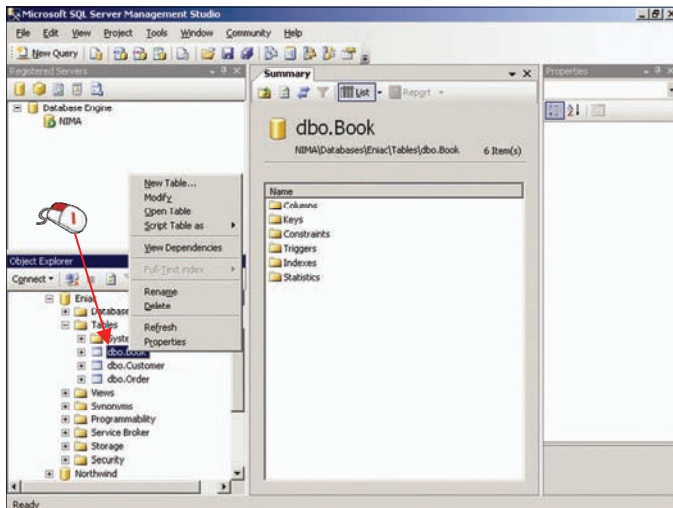 Microsoft SQL Server Management Studio
File Edit View Project Tools Window Community Help
New Query
Registered Servers
Database Engine
NIMA
Summary
List Report
dbo.Book
NIMA\Databases\Eniac\Tables\dbo.Book 6 Item(s)
Name
Columns
Keys
Constraints
Triggers
Indexes
Statistics
Properties
New Table...
Modify
Open Table
Script Table as
View Dependencies
Full-Text index
Rename
Delete
Refresh
Properties
1
Object Explorer
Connect
Eniac
Database
Tables
Syste
dbo.Book
dbo.Customer
dbo.Order
Views
Synonyms
Programmability
Service Broker
Storage
Security
Northwind
Ready